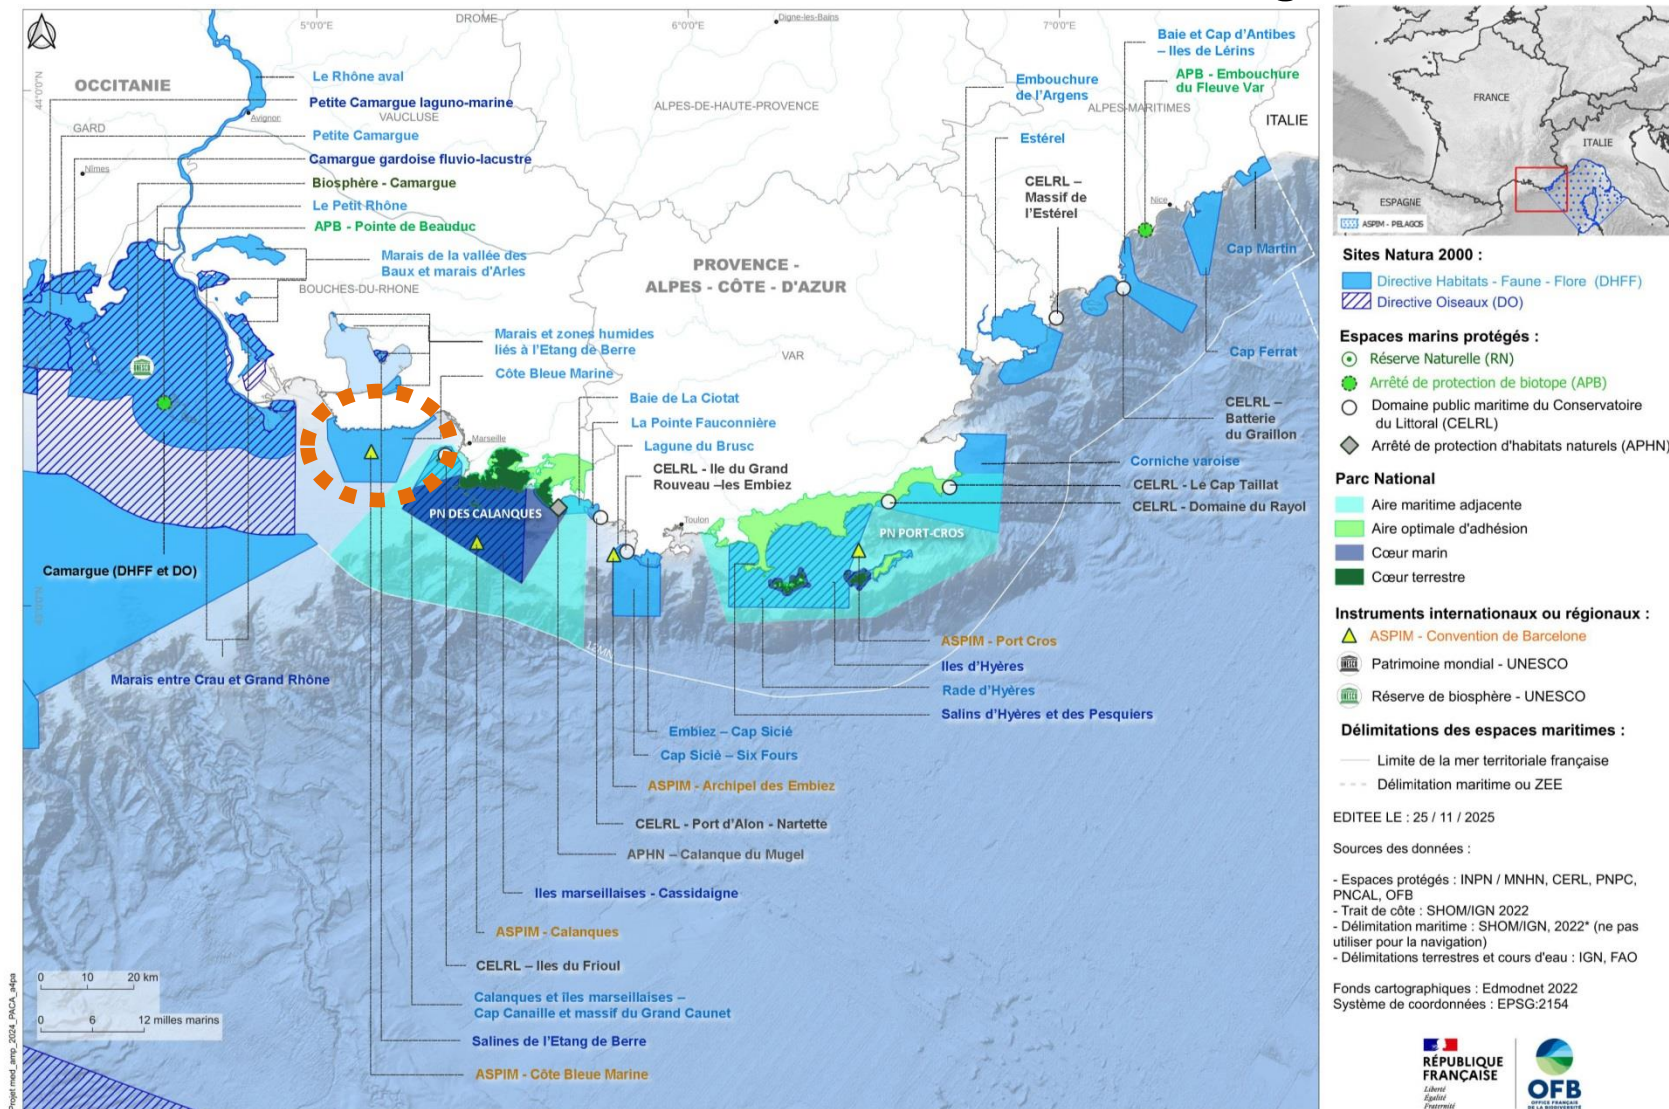 5°0'0"E
DROME
6°0'0"E
Digne-les-Bains
7°0'0"E
44°0'0"N
OCCITANIE
GARD
Nîmes
Avignon
VAUCLUSE
ALPES-DE-HAUTE-PROVENCE
ALPES-MARITIMES
ITALIE
Nice
BOUCHES-DU-RHONE
PROVENCE -
ALPES - CÔTE - D'AZUR
VAR
Marseille
Toulon
Le Rhône aval
Petite Camargue laguno-marine
Petite Camargue
Camargue gardoise fluvio-lacustre
Biosphère - Camargue
Le Petit Rhône
APB - Pointe de Beauduc
Marais de la vallée des
Baux et marais d'Arles
Marais et zones humides
liés à l'Etang de Berre
Côte Bleue Marine
Baie de La Ciotat
La Pointe Fauconnière
Lagune du Brusc
CELRL - Ile du Grand
Rouveau –les Embiez
Embouchure
de l'Argens
Estérel
CELRL –
Massif de
l'Estérel
Baie et Cap d'Antibes
– Iles de Lérins
APB - Embouchure
du Fleuve Var
Cap Martin
Cap Ferrat
CELRL –
Batterie
du Graillon
Corniche varoise
CELRL - Le Cap Taillat
CELRL - Domaine du Rayol
PN DES CALANQUES
PN PORT-CROS
UNESCO
Camargue (DHFF et DO)
Marais entre Crau et Grand Rhône
12MN
ASPIM - Port Cros
Iles d'Hyères
Rade d'Hyères
Salins d'Hyères et des Pesquiers
Embiez – Cap Sicié
Cap Sicié – Six Fours
ASPIM - Archipel des Embiez
CELRL - Port d'Alon - Nartette
APHN – Calanque du Mugel
Iles marseillaises - Cassidaigne
ASPIM - Calanques
CELRL – Iles du Frioul
Calanques et îles marseillaises –
Cap Canaille et massif du Grand Caunet
Salines de l'Etang de Berre
ASPIM - Côte Bleue Marine
0 10 20 km
0 6 12 milles marins
Projet med_amp_2024_PACA_a4pa
FRANCE
ITALIE
ESPAGNE
ASPIM - PELAGOS
Sites Natura 2000 :
Directive Habitats - Faune - Flore (DHFF)
Directive Oiseaux (DO)
Espaces marins protégés :
Réserve Naturelle (RN)
Arrêté de protection de biotope (APB)
Domaine public maritime du Conservatoire
du Littoral (CELRL)
Arrêté de protection d'habitats naturels (APHN)
Parc National
Aire maritime adjacente
Aire optimale d'adhésion
Cœur marin
Cœur terrestre
Instruments internationaux ou régionaux :
ASPIM - Convention de Barcelone
UNESCO Patrimoine mondial - UNESCO
UNESCO Réserve de biosphère - UNESCO
Délimitations des espaces maritimes :
Limite de la mer territoriale française
Délimitation maritime ou ZEE
EDITEE LE : 25 / 11 / 2025
Sources des données :
- Espaces protégés : INPN / MNHN, CERL, PNPC,
PNCAL, OFB
- Trait de côte : SHOM/IGN 2022
- Délimitation maritime : SHOM/IGN, 2022* (ne pas
utiliser pour la navigation)
- Délimitations terrestres et cours d'eau : IGN, FAO
Fonds cartographiques : Edmodnet 2022
Système de coordonnées : EPSG:2154
RÉPUBLIQUE
FRANÇAISE
Liberté
Égalité
Fraternité
OFB
OFFICE FRANÇAIS
DE LA BIODIVERSITÉ